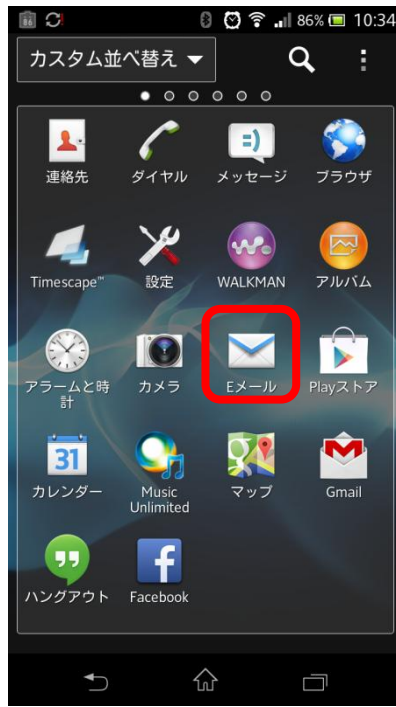 86% 10:34
カスタム並べ替え
連絡先 ダイヤル メッセージ ブラウザ
Timescape™ 設定 WALKMAN アルバム
アラームと時計 カメラ Eメール Playストア
31
カレンダー Music Unlimited マップ Gmail
ハングアウト Facebook